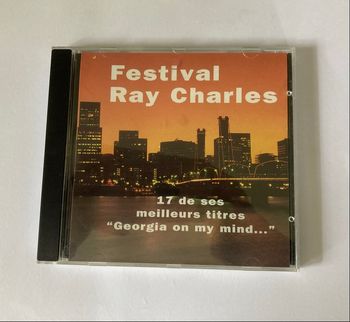 Festival
Ray Charles
17 de ses
meilleurs titres
"Georgia on my mind..."